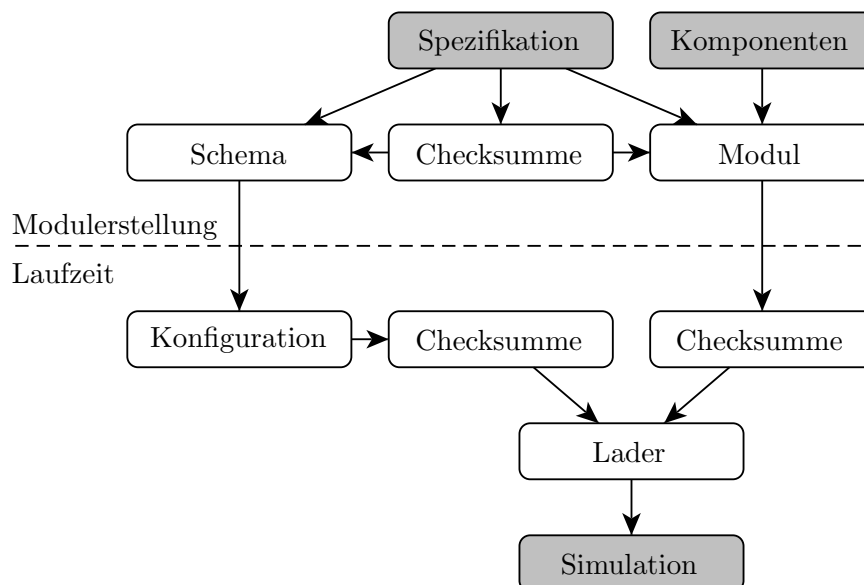 Spezifikation
Komponenten
Schema
Checksumme
Modul
Modulerstellung
Laufzeit
Konfiguration
Checksumme
Checksumme
Lader
Simulation